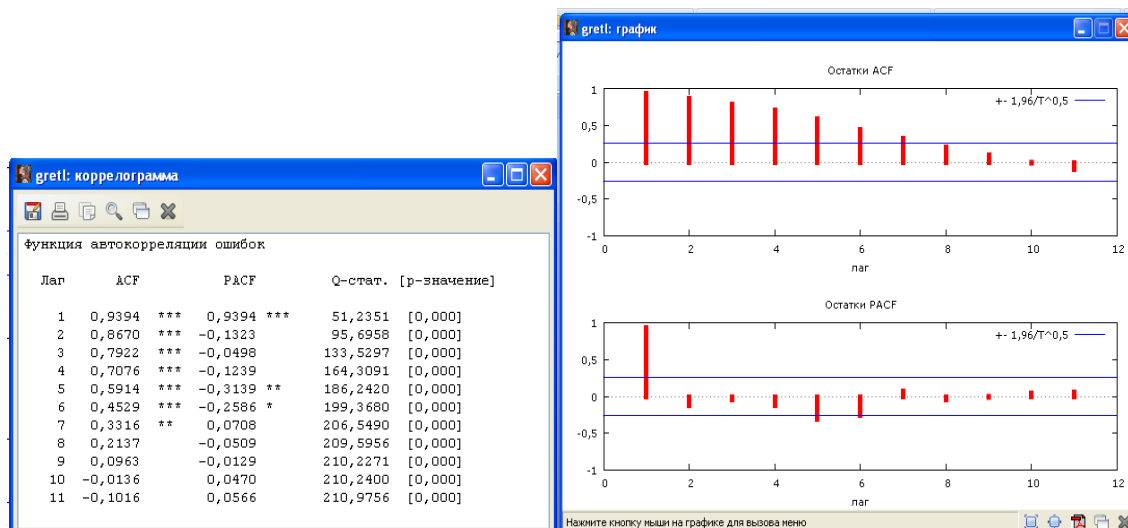 gretl: коррелограмма
Функция автокорреляции ошибок
Лаг ACF PACF Q-стат. [p-значение]
1 0,9394 *** 0,9394 *** 51,2351 [0,000]
2 0,8670 *** -0,1323 95,6958 [0,000]
3 0,7922 *** -0,0498 133,5297 [0,000]
4 0,7076 *** -0,1239 164,3091 [0,000]
5 0,5914 *** -0,3139 ** 186,2420 [0,000]
6 0,4529 *** -0,2586 * 199,3680 [0,000]
7 0,3316 ** 0,0708 206,5490 [0,000]
8 0,2137 -0,0509 209,5956 [0,000]
9 0,0963 -0,0129 210,2271 [0,000]
10 -0,0136 0,0470 210,2400 [0,000]
11 -0,1016 0,0566 210,9756 [0,000]
gretl: график
Остатки ACF
+- 1,96/T^0,5
1
0,5
0
-0,5
-1
0 2 4 6 8 10 12
лаг
Остатки PACF
+- 1,96/T^0,5
1
0,5
0
-0,5
-1
0 2 4 6 8 10 12
лаг
Нажмите кнопку мыши на графике для вызова меню